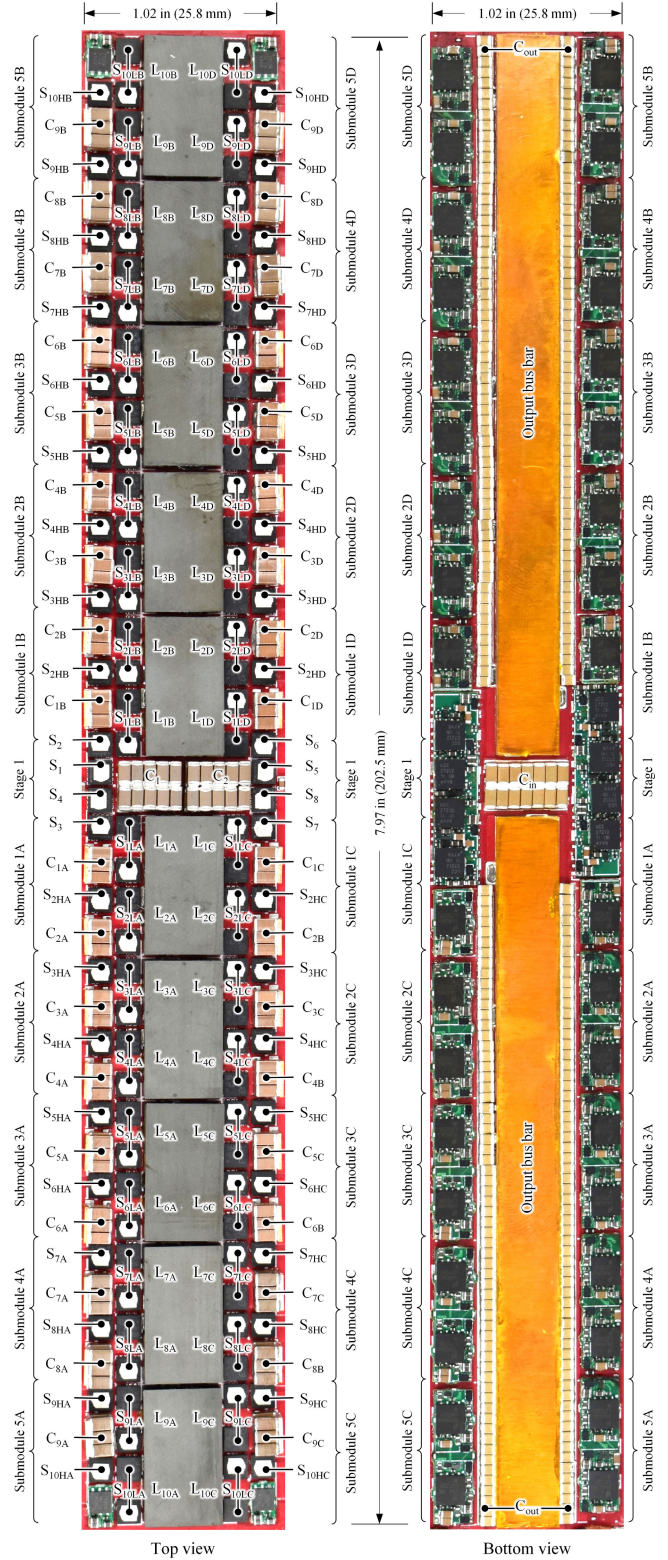 1.02 in (25.8 mm)
1.02 in (25.8 mm)
Submodule 5B
Submodule 4B
Submodule 3B
Submodule 2B
Submodule 1B
Stage 1
Submodule 1A
Submodule 2A
Submodule 3A
Submodule 4A
Submodule 5A
S10LB L10B L10D S10LD
S10HB S10HD
C9B S9LB L9B L9D S9LD C9D
S9HB S9HD
C8B S8LB L8B L8D S8LD C8D
S8HB S8HD
C7B S7LB L7B L7D S7LD C7D
S7HB S7HD
C6B S6LB L6B L6D S6LD C6D
S6HB S6HD
C5B S5LB L5B L5D S5LD C5D
S5HB S5HD
C4B S4LB L4B L4D S4LD C4D
S4HB S4HD
C3B S3LB L3B L3D S3LD C3D
S3HB S3HD
C2B S2LB L2B L2D S2LD C2D
S2HB S2HD
C1B S1LB L1B L1D S1LD C1D
S2 S6
S1 C1 C2 S5
S4 S8
S3 S7
S1LA L1A L1C S1LC
C1A C1C
S2HA S2LA L2A L2C S2LC S2HC
C2A C2B
S3HA S3LA L3A L3C S3LC S3HC
C3A C3C
S4HA S4LA L4A L4C S4LC S4HC
C4A C4B
S5HA S5LA L5A L5C S5LC S5HC
C5A C5C
S6HA S6LA L6A L6C S6LC S6HC
C6A C6B
S7A S7LA L7A L7C S7LC S7HC
C7A C7C
S8HA S8LA L8A L8C S8LC S8HC
C8A C8B
S9HA S9LA L9A L9C S9LC S9HC
C9A C9C
S10HA S10HC
S10LA L10A L10C S10LC
Submodule 5D
Submodule 4D
Submodule 3D
Submodule 2D
Submodule 1D
Stage 1
Submodule 1C
Submodule 2C
Submodule 3C
Submodule 4C
Submodule 5C
7.97 in (202.5 mm)
Submodule 5D
Submodule 4D
Submodule 3D
Submodule 2D
Submodule 1D
Stage 1
Submodule 1C
Submodule 2C
Submodule 3C
Submodule 4C
Submodule 5C
Cout
Output bus bar
Cin
Output bus bar
Cout
Submodule 5B
Submodule 4B
Submodule 3B
Submodule 2B
Submodule 1B
Stage 1
Submodule 1A
Submodule 2A
Submodule 3A
Submodule 4A
Submodule 5A
Top view
Bottom view